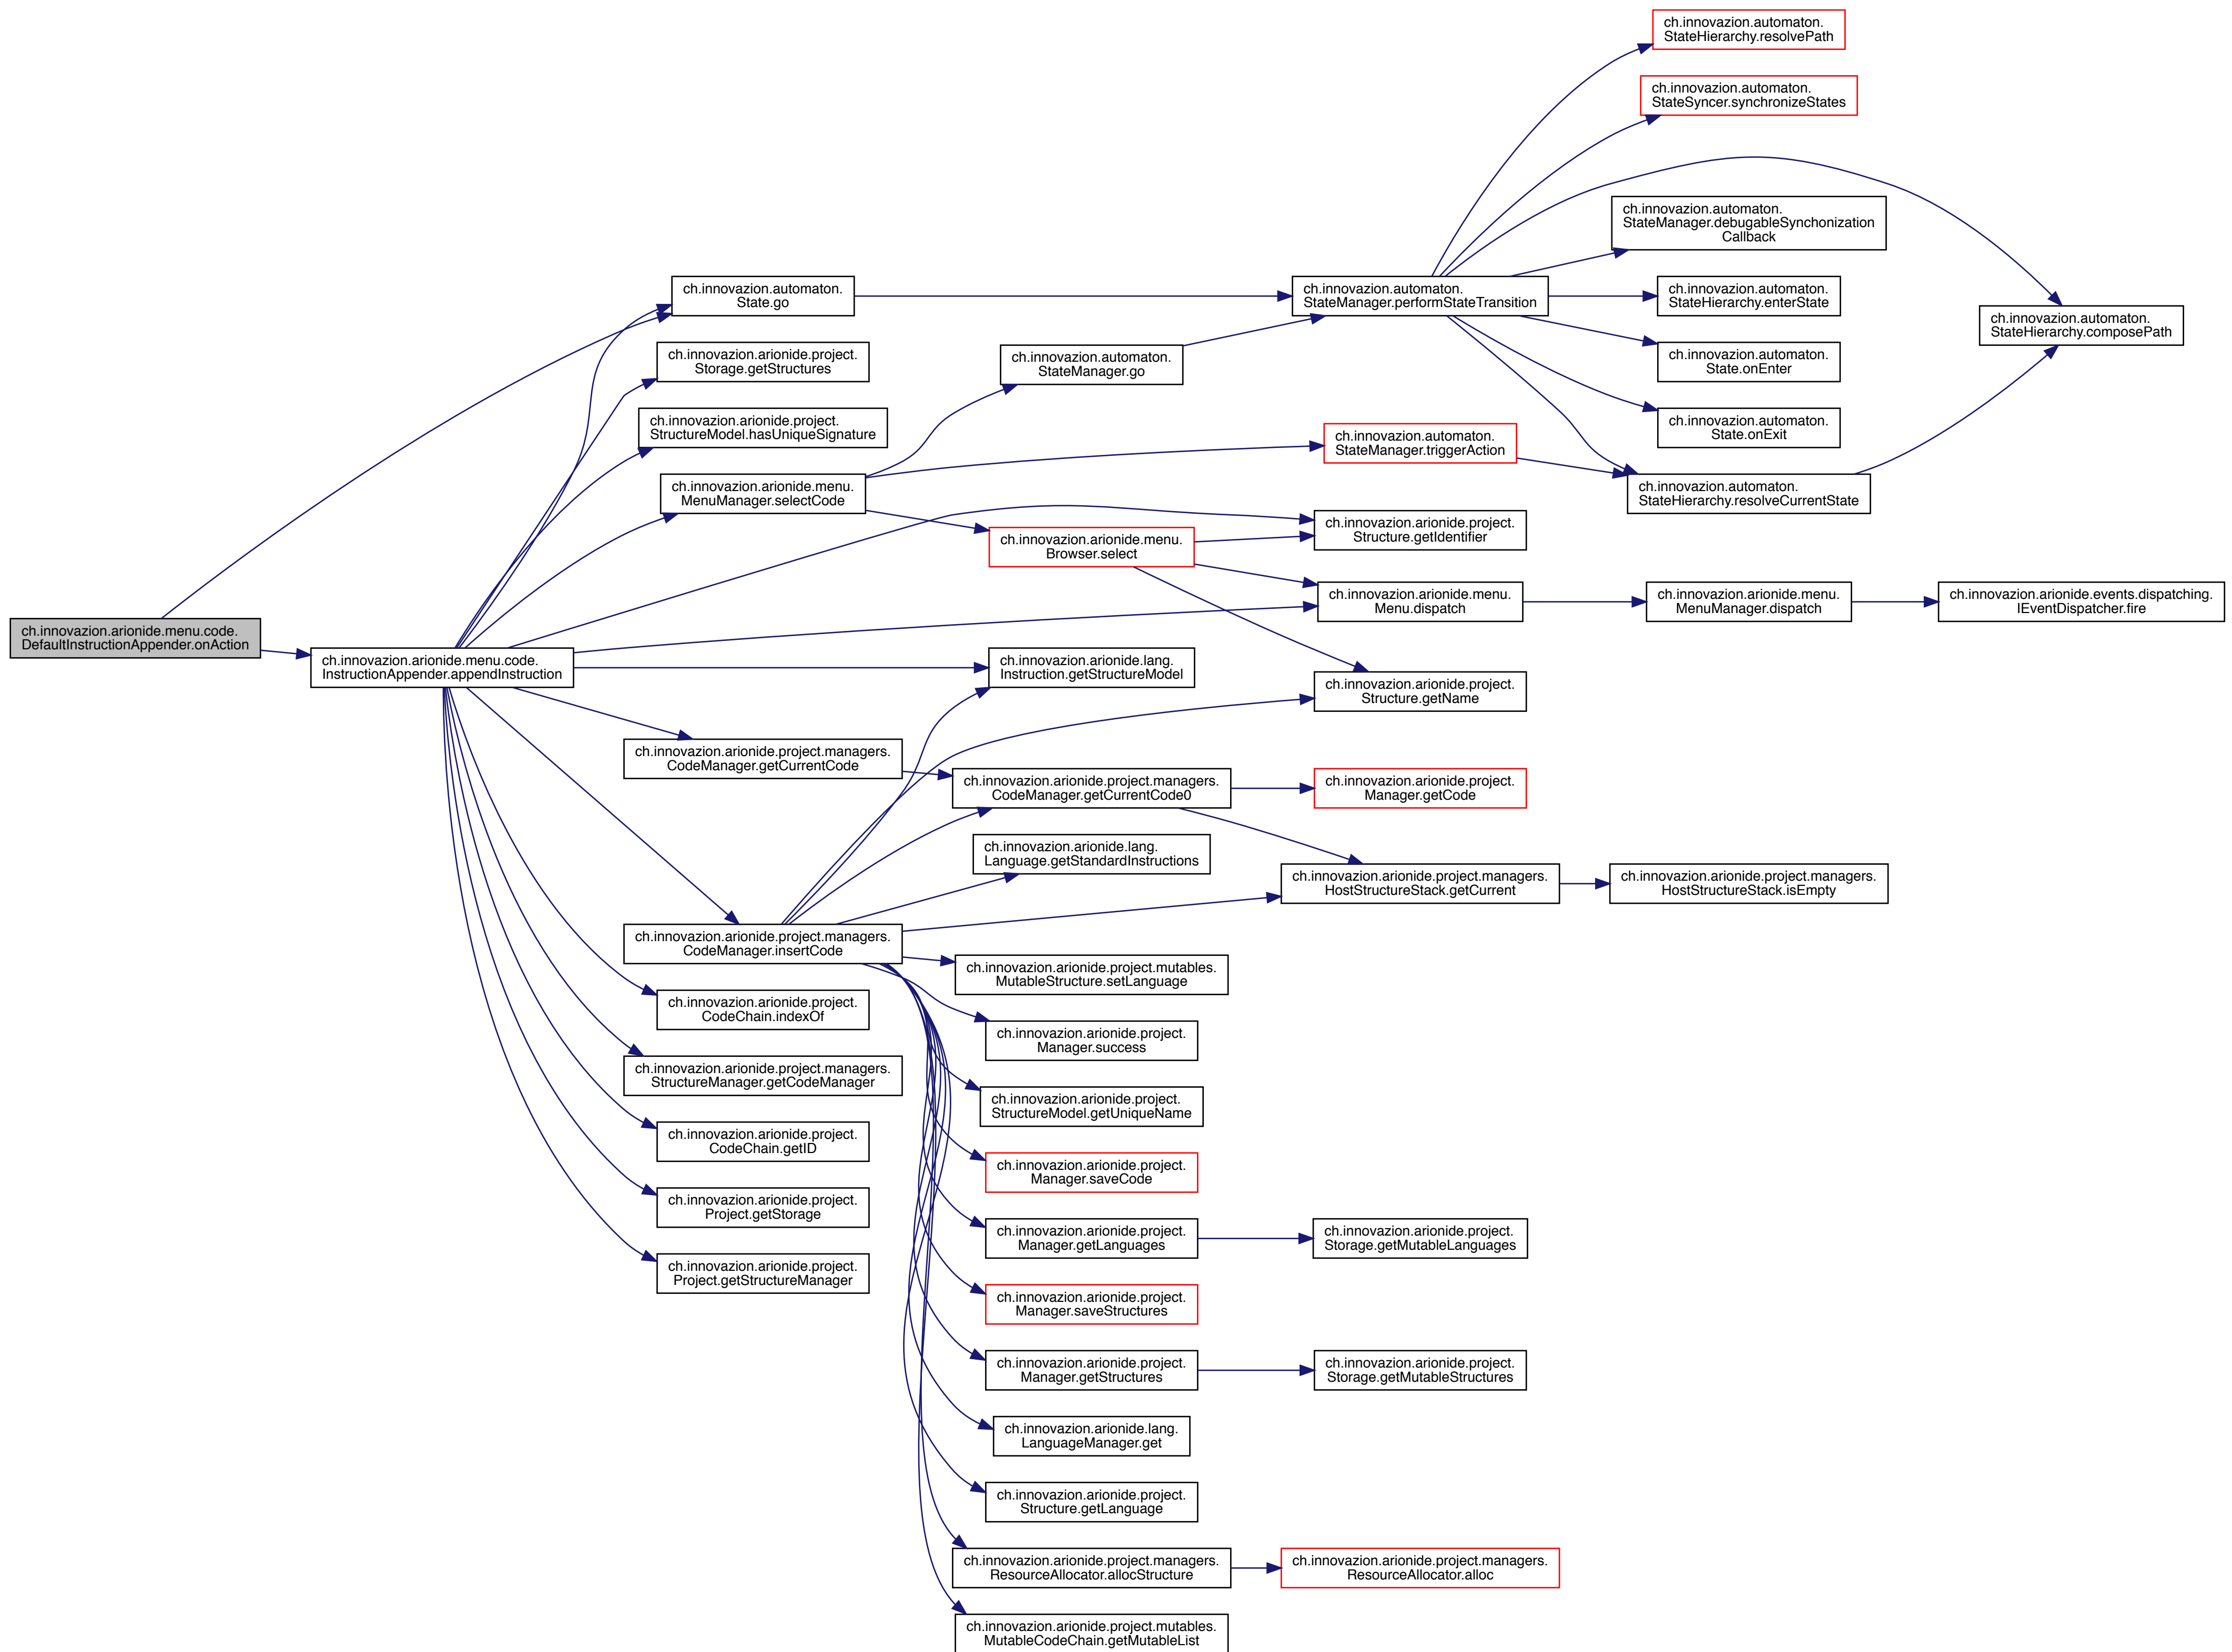 ch.innovazion.arionide.menu.code.
DefaultInstructionAppender.onAction
ch.innovazion.arionide.menu.code.
InstructionAppender.appendInstruction
ch.innovazion.automaton.
State.go
ch.innovazion.arionide.project.
Storage.getStructures
ch.innovazion.arionide.project.
StructureModel.hasUniqueSignature
ch.innovazion.arionide.menu.
MenuManager.selectCode
ch.innovazion.arionide.project.managers.
CodeManager.getCurrentCode
ch.innovazion.arionide.project.managers.
CodeManager.insertCode
ch.innovazion.arionide.project.
CodeChain.indexOf
ch.innovazion.arionide.project.managers.
StructureManager.getCodeManager
ch.innovazion.arionide.project.
CodeChain.getID
ch.innovazion.arionide.project.
Project.getStorage
ch.innovazion.arionide.project.
Project.getStructureManager
ch.innovazion.automaton.
StateManager.go
ch.innovazion.arionide.menu.
Browser.select
ch.innovazion.arionide.lang.
Instruction.getStructureModel
ch.innovazion.arionide.project.managers.
CodeManager.getCurrentCode0
ch.innovazion.arionide.lang.
Language.getStandardInstructions
ch.innovazion.arionide.project.mutables.
MutableStructure.setLanguage
ch.innovazion.arionide.project.
Manager.success
ch.innovazion.arionide.project.
StructureModel.getUniqueName
ch.innovazion.arionide.project.
Manager.saveCode
ch.innovazion.arionide.project.
Manager.getLanguages
ch.innovazion.arionide.project.
Manager.saveStructures
ch.innovazion.arionide.project.
Manager.getStructures
ch.innovazion.arionide.lang.
LanguageManager.get
ch.innovazion.arionide.project.
Structure.getLanguage
ch.innovazion.arionide.project.managers.
ResourceAllocator.allocStructure
ch.innovazion.arionide.project.mutables.
MutableCodeChain.getMutableList
ch.innovazion.automaton.
StateManager.performStateTransition
ch.innovazion.automaton.
StateManager.triggerAction
ch.innovazion.arionide.project.
Structure.getIdentifier
ch.innovazion.arionide.menu.
Menu.dispatch
ch.innovazion.arionide.project.
Structure.getName
ch.innovazion.arionide.project.
Manager.getCode
ch.innovazion.arionide.project.managers.
HostStructureStack.getCurrent
ch.innovazion.arionide.project.
Storage.getMutableLanguages
ch.innovazion.arionide.project.
Storage.getMutableStructures
ch.innovazion.arionide.project.managers.
ResourceAllocator.alloc
ch.innovazion.automaton.
StateHierarchy.resolvePath
ch.innovazion.automaton.
StateSyncer.synchronizeStates
ch.innovazion.automaton.
StateManager.debugableSynchonization
Callback
ch.innovazion.automaton.
StateHierarchy.enterState
ch.innovazion.automaton.
State.onEnter
ch.innovazion.automaton.
State.onExit
ch.innovazion.automaton.
StateHierarchy.resolveCurrentState
ch.innovazion.arionide.menu.
MenuManager.dispatch
ch.innovazion.arionide.project.managers.
HostStructureStack.isEmpty
ch.innovazion.automaton.
StateHierarchy.composePath
ch.innovazion.arionide.events.dispatching.
IEventDispatcher.fire